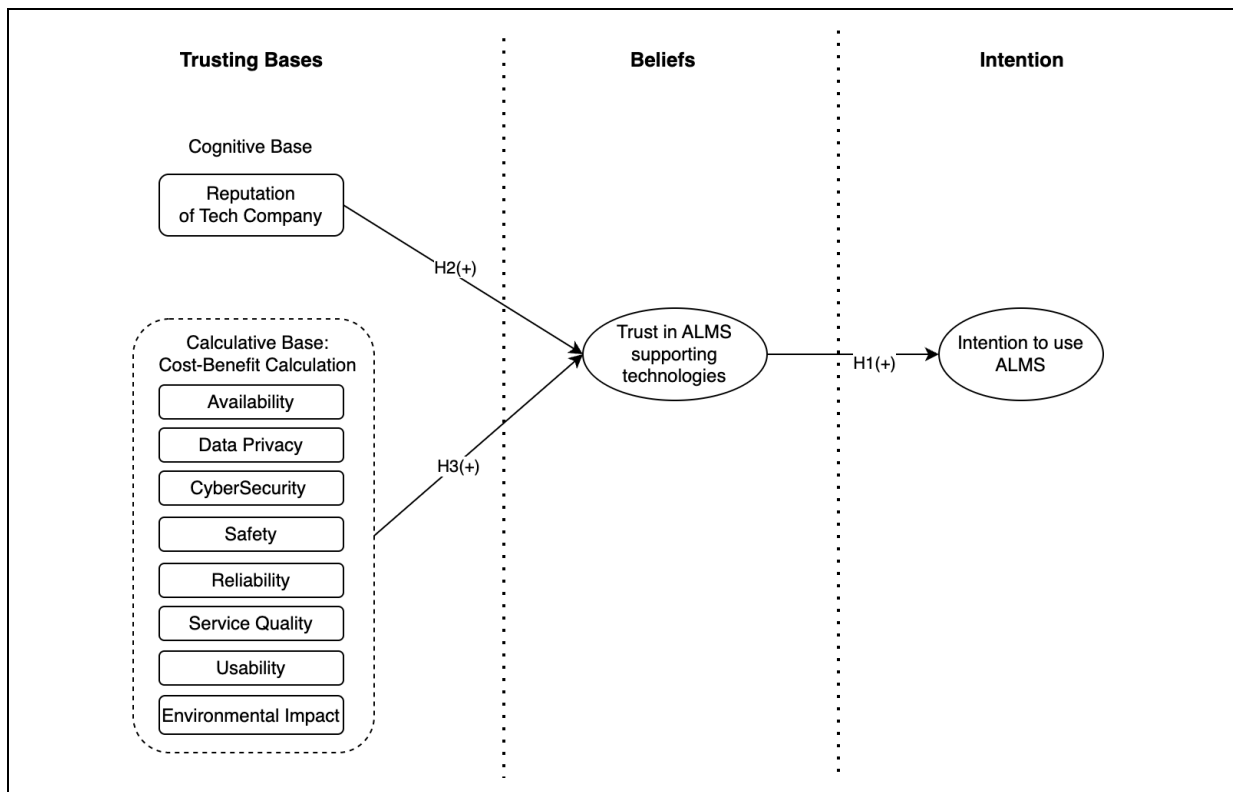 Trusting Bases
Beliefs
Intention
Cognitive Base
Reputation
of Tech Company
H2(+)
Calculative Base:
Cost-Benefit Calculation
Availability
Data Privacy
CyberSecurity
Safety
Reliability
Service Quality
Usability
Environmental Impact
H3(+)
Trust in ALMS
supporting
technologies
H1(+)
Intention to use
ALMS